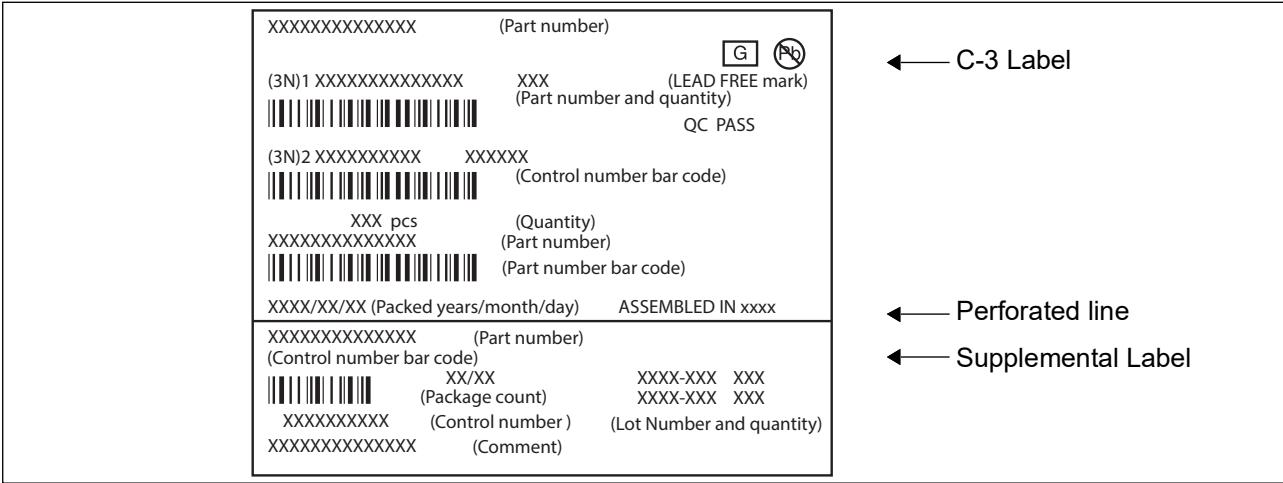 XXXXXXXXXXXXXX (Part number)
G Pb
C-3 Label
(3N)1 XXXXXXXXXXXXXX XXX (LEAD FREE mark)
(Part number and quantity)
QC PASS
(3N)2 XXXXXXXXXX XXXXXX
(Control number bar code)
XXX pcs (Quantity)
XXXXXXXXXXXXXX (Part number)
(Part number bar code)
XXXX/XX/XX (Packed years/month/day) ASSEMBLED IN xxxx
Perforated line
XXXXXXXXXXXXXX (Part number)
(Control number bar code)
Supplemental Label
XX/XX XXXX-XXX XXX
(Package count) XXXX-XXX XXX
XXXXXXXXXX (Control number ) (Lot Number and quantity)
XXXXXXXXXXXXXX (Comment)